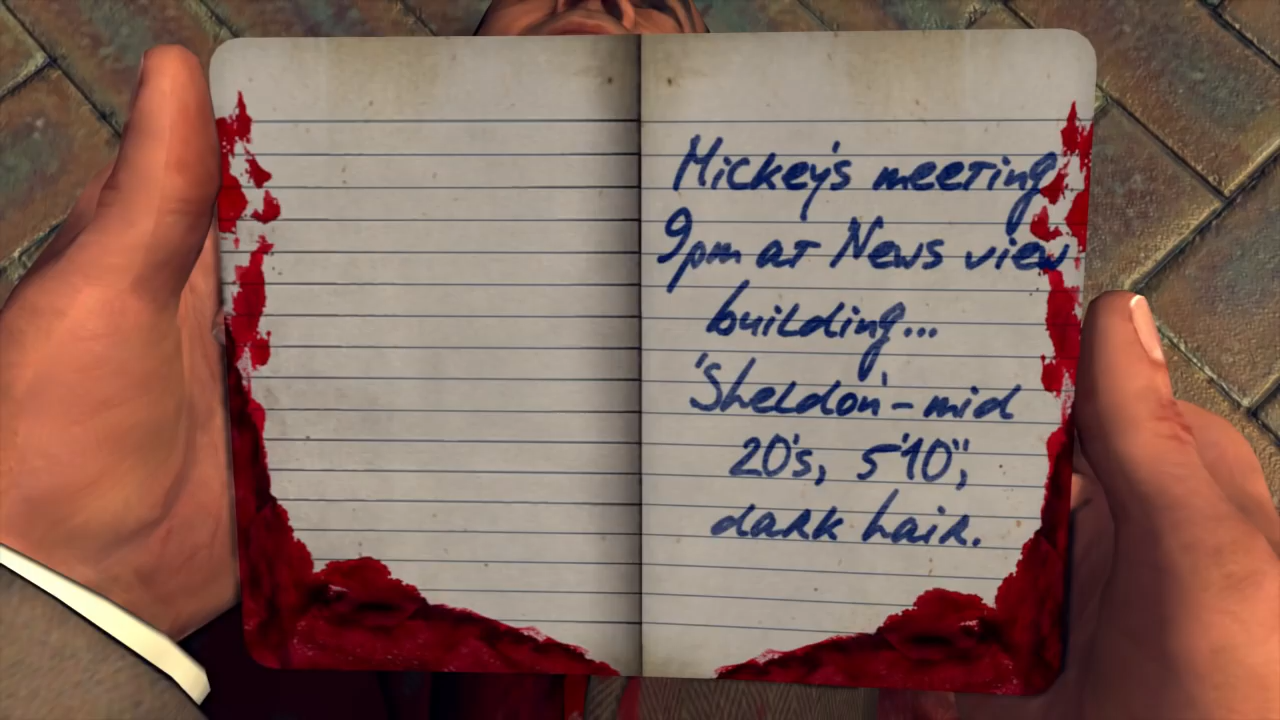 Mickey's meeting
9pm at News view
building...
'Sheldon' - mid
20's, 5'10",
dark hair.